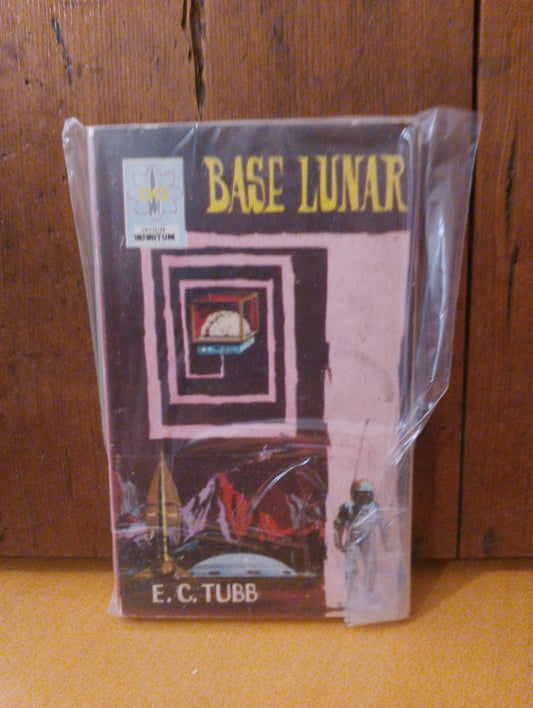 BASE LUNAR
INFINITUM
E. C. TUBB